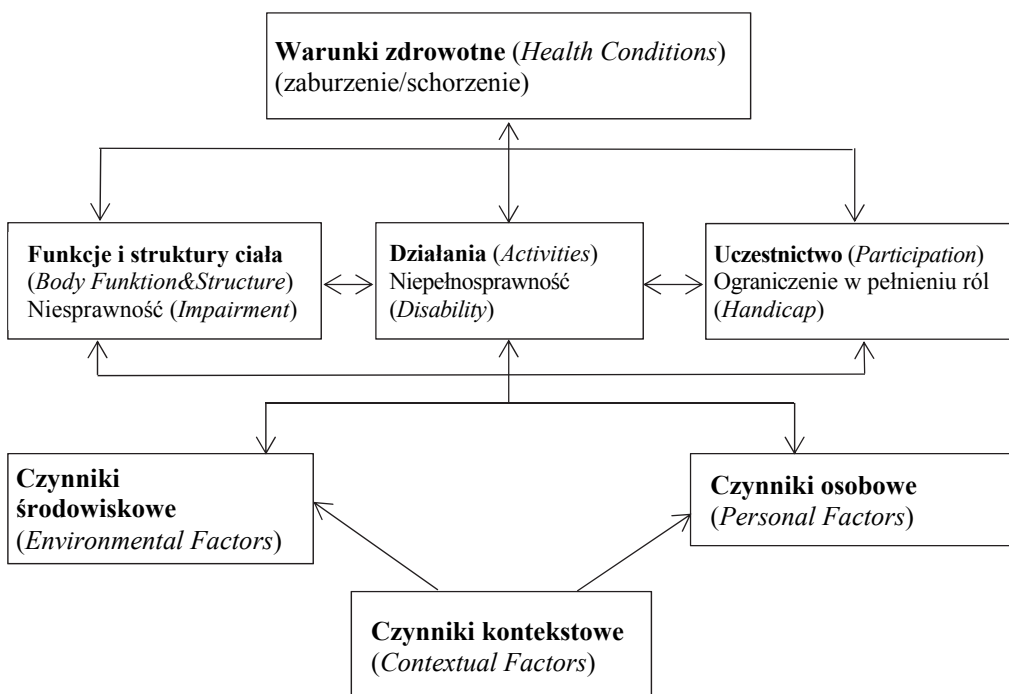 Warunki zdrowotne (Health Conditions)
(zaburzenie/schorzenie)
Funkcje i struktury ciała
(Body Funktion&Structure)
Niesprawność (Impairment)
Działania (Activities)
Niepełnosprawność
(Disability)
Uczestnictwo (Participation)
Ograniczenie w pełnieniu ról
(Handicap)
Czynniki
środowiskowe
(Environmental Factors)
Czynniki osobowe
(Personal Factors)
Czynniki kontekstowe
(Contextual Factors)